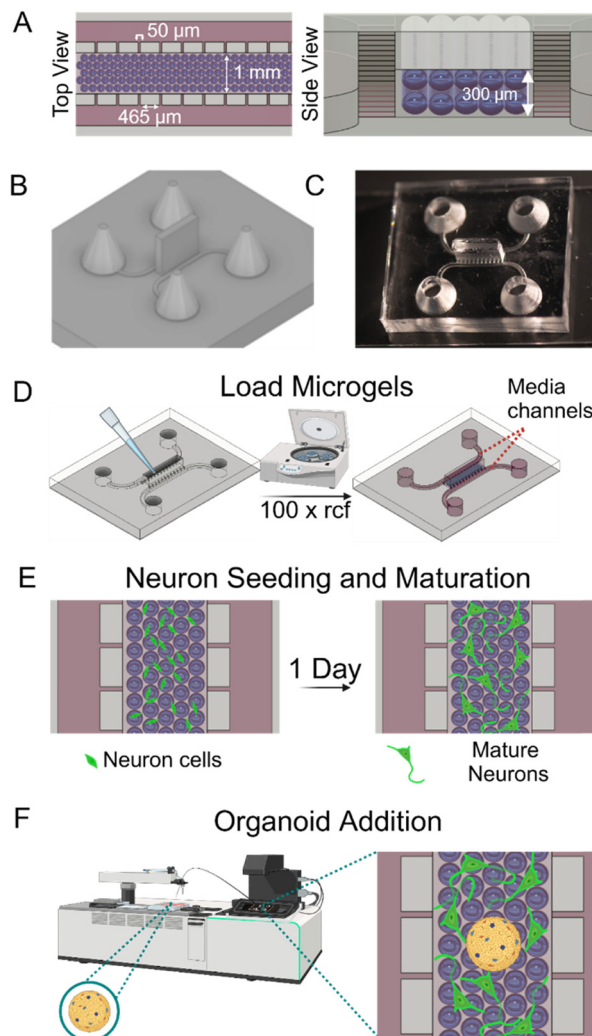 A
Top View
50 µm
1 mm
465 µm
Side View
300 µm
B
C
D
Load Microgels
Media
channels
100 x rcf
E
Neuron Seeding and Maturation
1 Day
Neuron cells
Mature
Neurons
F
Organoid Addition